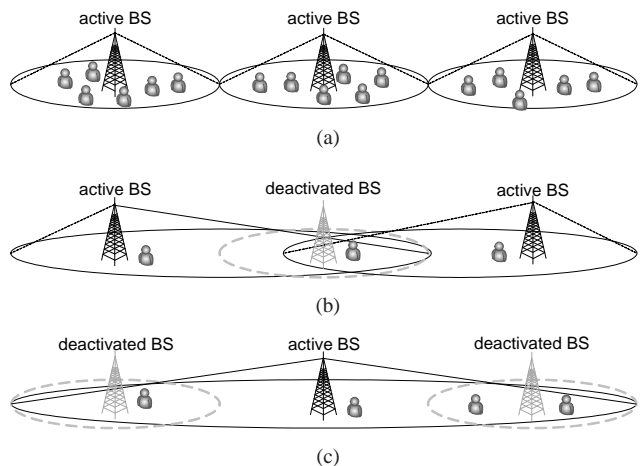 active BS active BS active BS
(a)
active BS deactivated BS active BS
(b)
deactivated BS active BS deactivated BS
(c)